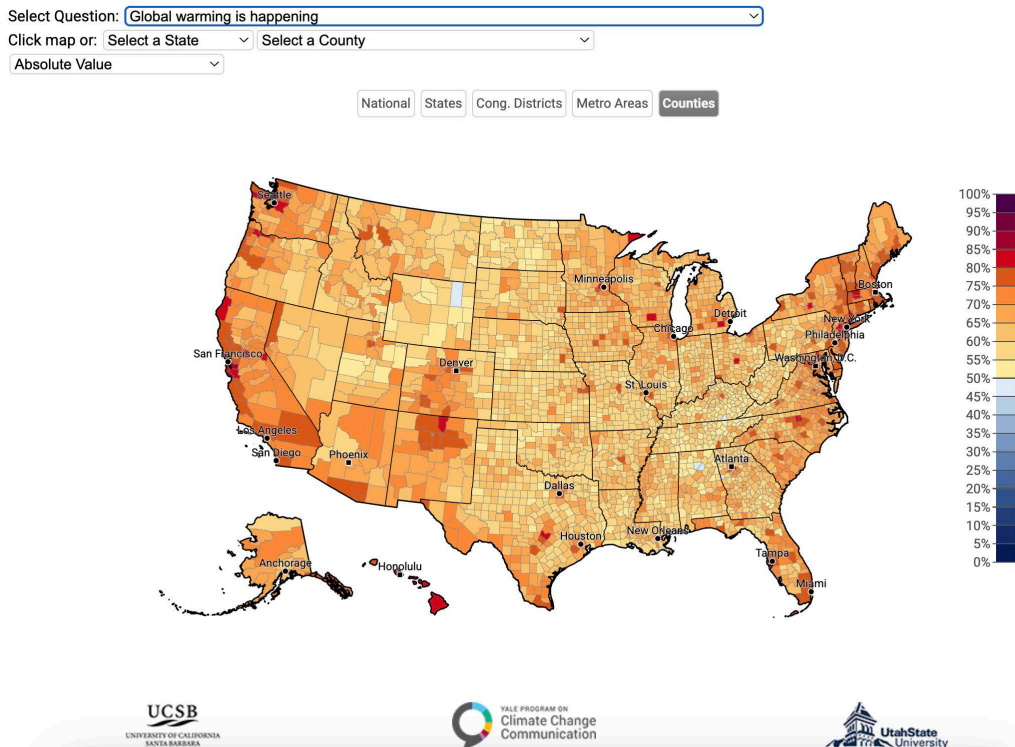 Select Question: Global warming is happening
Click map or: Select a State Select a County
Absolute Value
National States Cong. Districts Metro Areas Counties
100%
95%
90%
85%
80%
75%
70%
65%
60%
55%
50%
45%
40%
35%
30%
25%
20%
15%
10%
5%
0%
Seattle
Minneapolis
Boston
Detroit
New York
Chicago
Philadelphia
San Francisco
Washington D.C.
Denver
St. Louis
Los Angeles
San Diego
Phoenix
Atlanta
Dallas
Houston
New Orleans
Tampa
Anchorage
Honolulu
Miami
UCSB
UNIVERSITY OF CALIFORNIA
SANTA BARBARA
YALE PROGRAM ON
Climate Change
Communication
UtahState
University